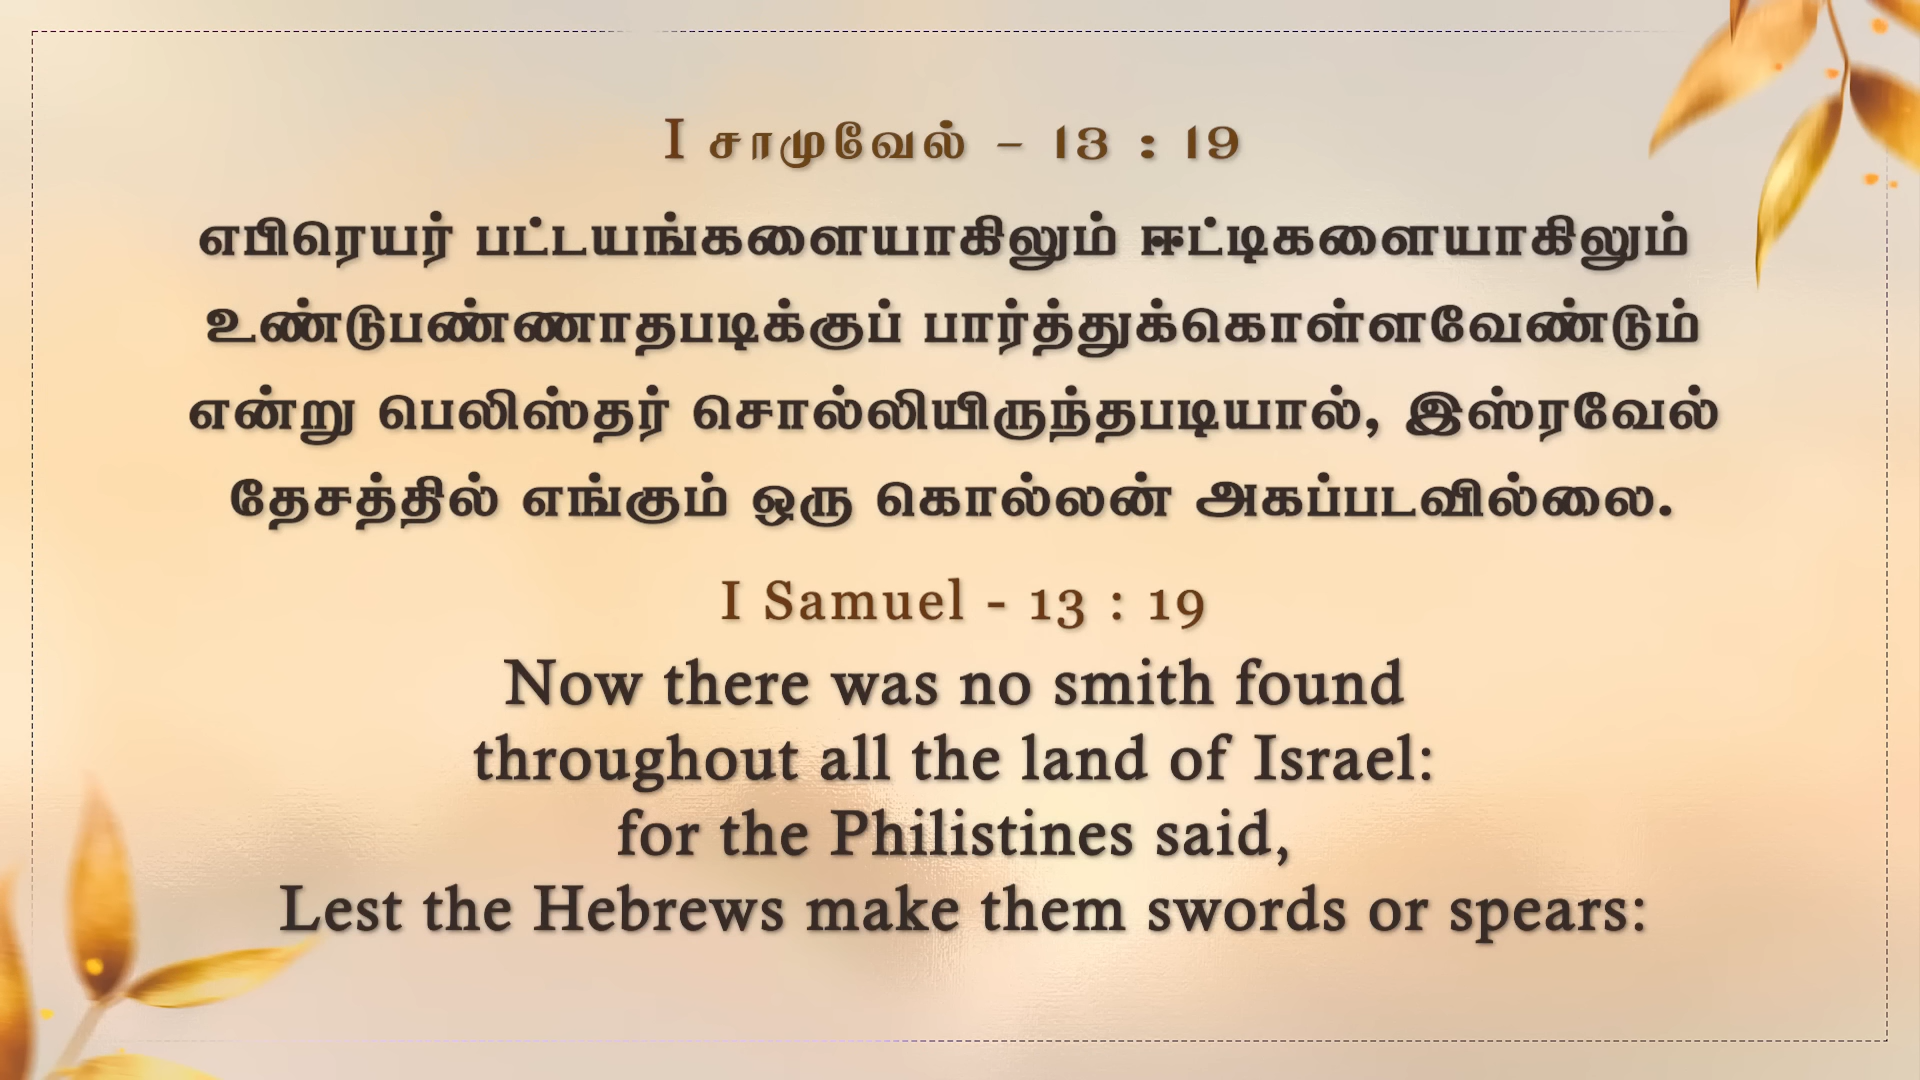 I சாமுவேல் - 13 : 19
எபிரெயர் பட்டயங்களையாகிலும் ஈட்டிகளையாகிலும்
உண்டுபண்ணாதபடிக்குப் பார்த்துக்கொள்ளவேண்டும்
என்று பெலிஸ்தர் சொல்லியிருந்தபடியால், இஸ்ரவேல்
தேசத்தில் எங்கும் ஒரு கொல்லன் அகப்படவில்லை.
I Samuel - 13 : 19
Now there was no smith found
throughout all the land of Israel:
for the Philistines said,
Lest the Hebrews make them swords or spears: